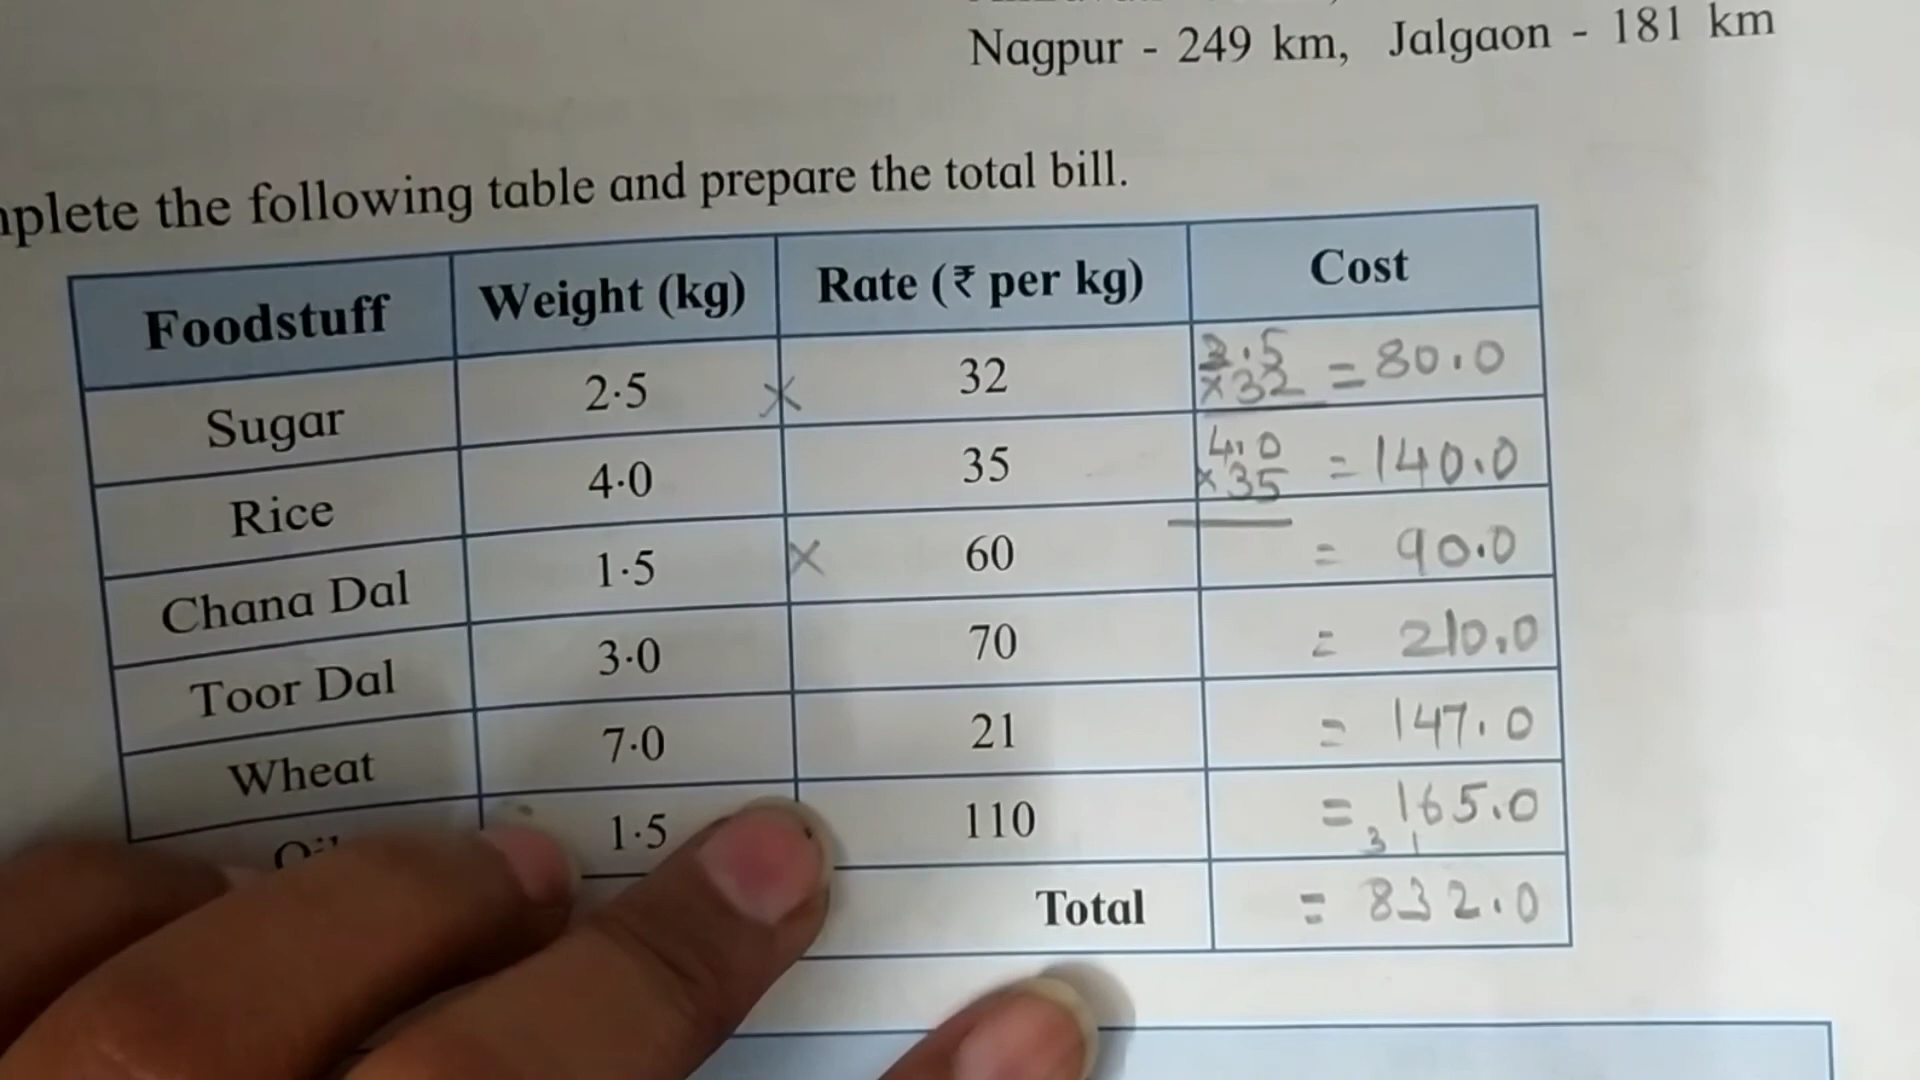 Nagpur - 249 km, Jalgaon - 181 km
plete the following table and prepare the total bill.
Foodstuff Weight (kg) Rate (₹ per kg) Cost
Sugar 2·5 × 32 2.5 ×32 = 80.0
Rice 4·0 35 4.0 ×35 = 140.0
Chana Dal 1·5 × 60 = 90.0
Toor Dal 3·0 70 = 210.0
Wheat 7·0 21 = 147.0
1·5 110 = 165.0
3 1
Total = 832.0